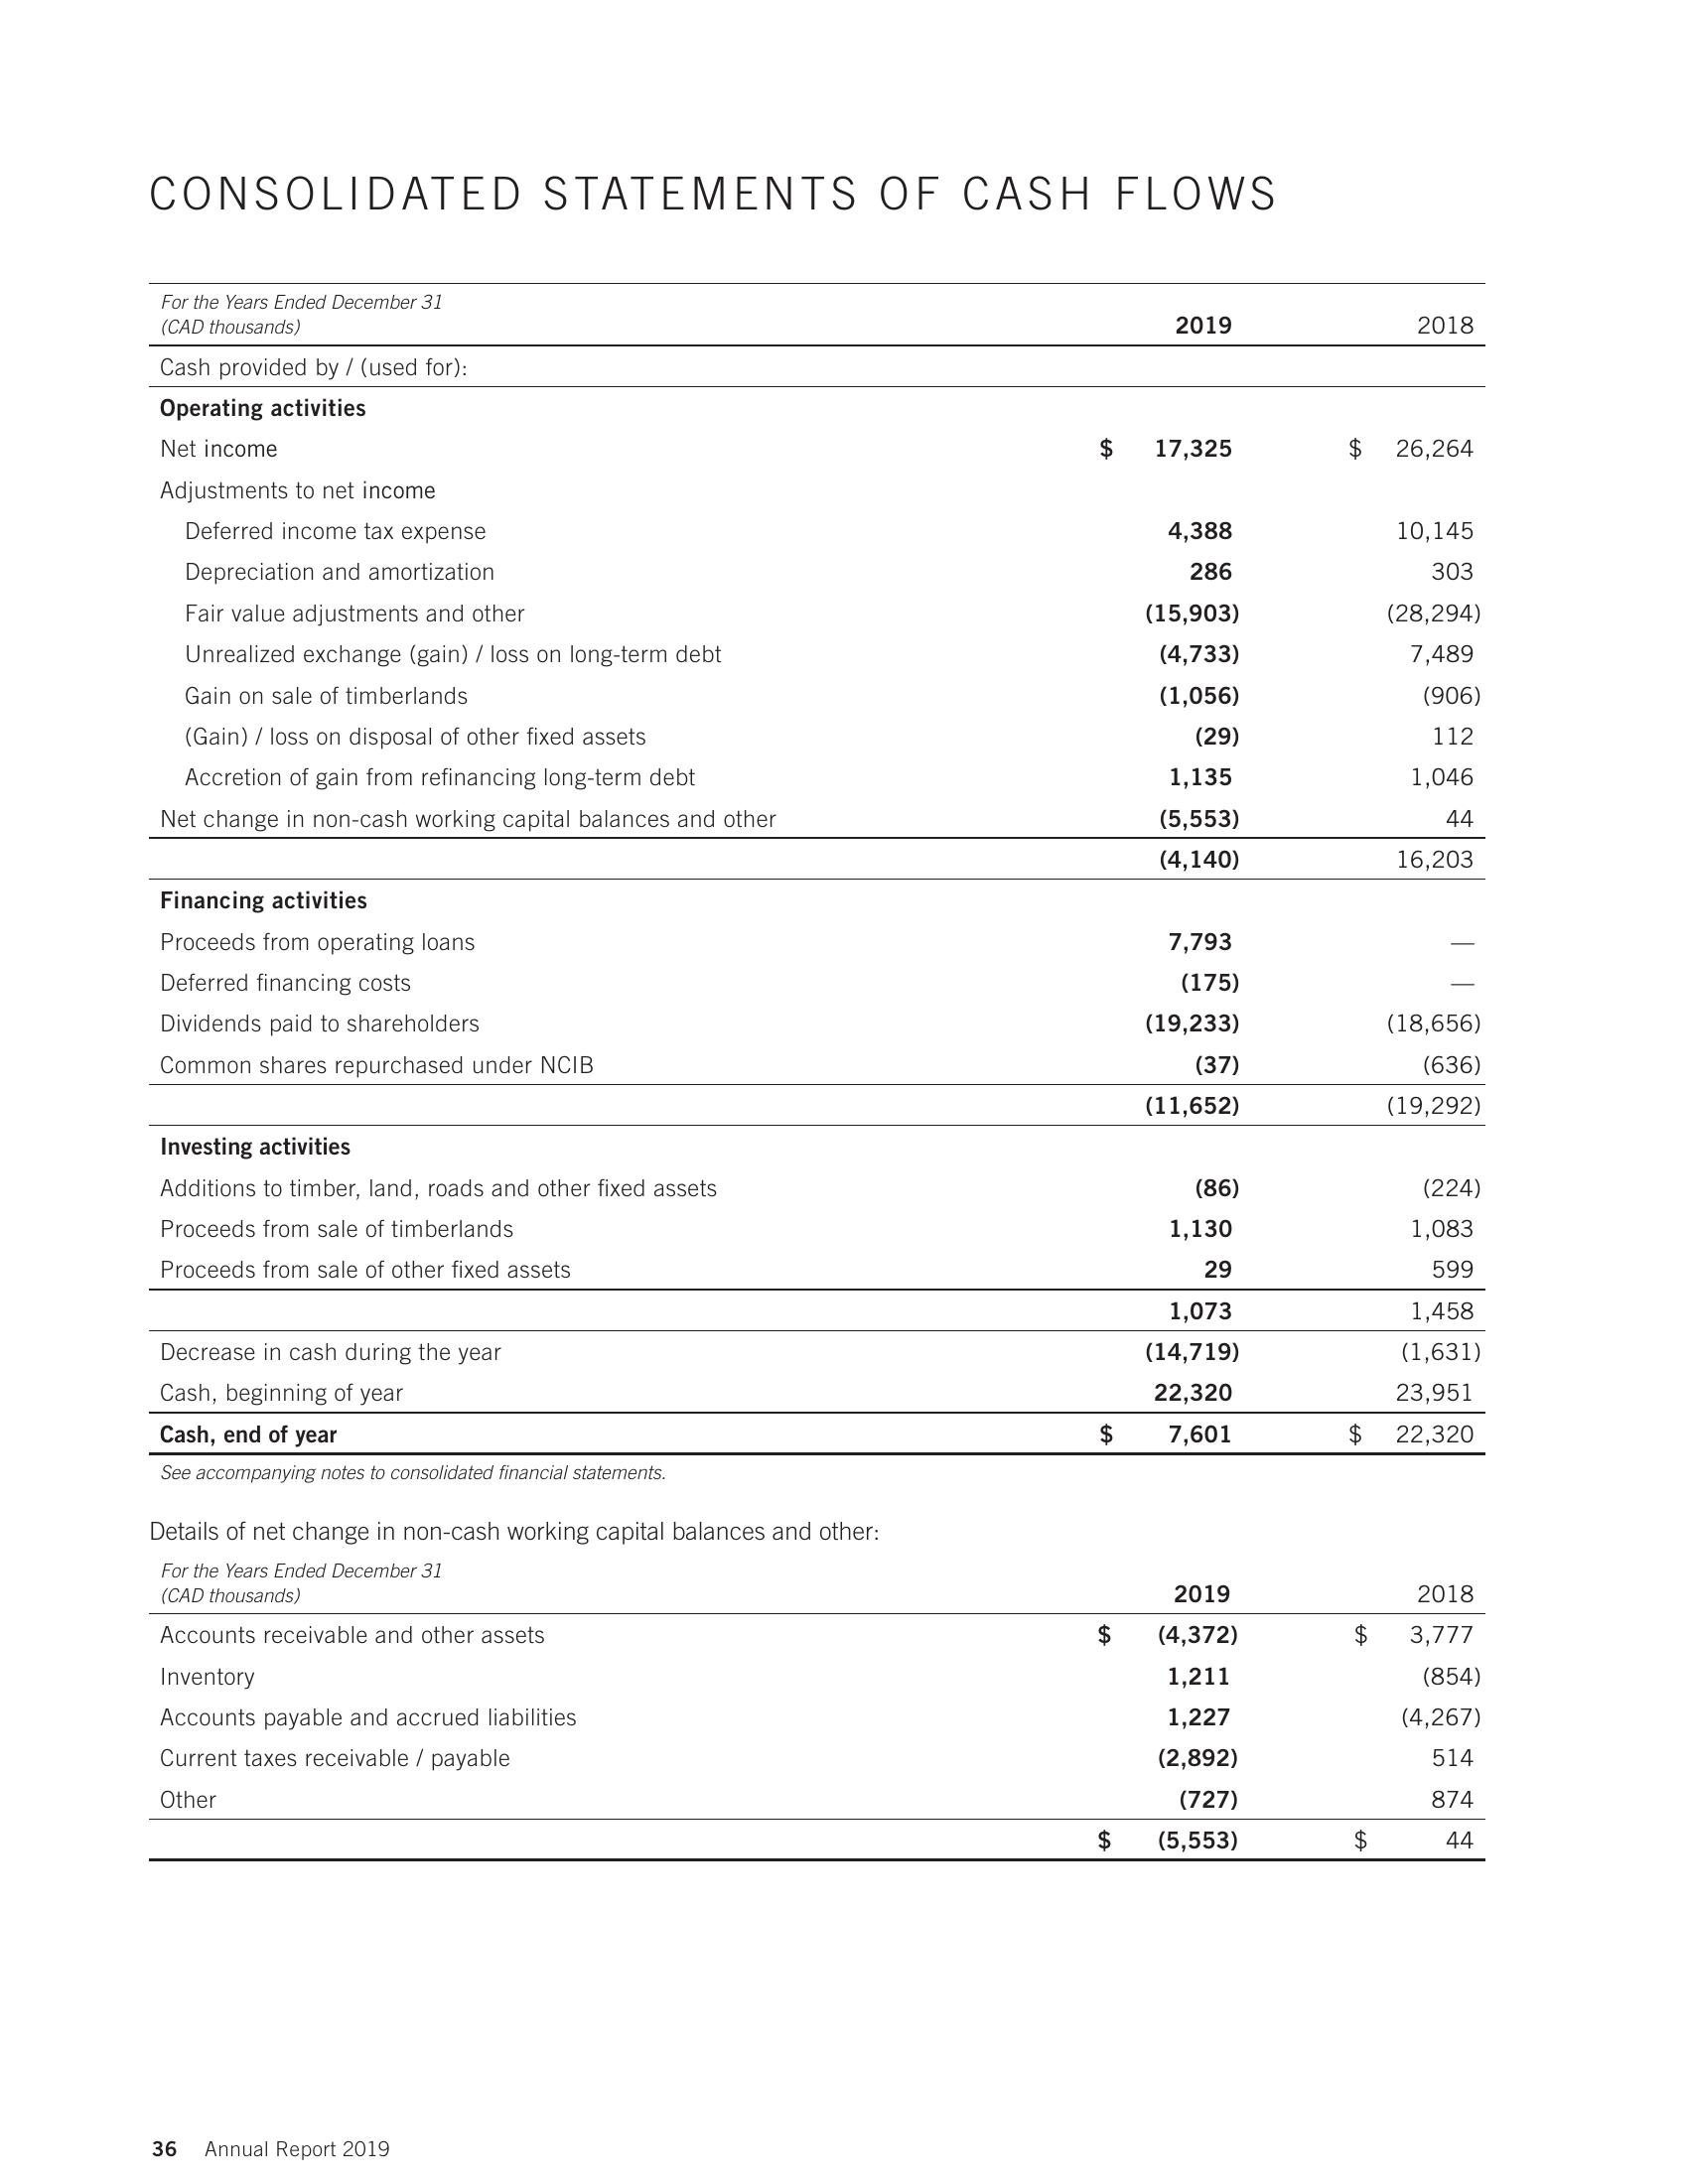 CONSOLIDATED STATEMENTS OF CASH FLOWS
For the Years Ended December 31
(CAD thousands) 2019 2018
Cash provided by / (used for):
Operating activities
Net income $ 17,325 $ 26,264
Adjustments to net income
Deferred income tax expense 4,388 10,145
Depreciation and amortization 286 303
Fair value adjustments and other (15,903) (28,294)
Unrealized exchange (gain) / loss on long-term debt (4,733) 7,489
Gain on sale of timberlands (1,056) (906)
(Gain) / loss on disposal of other fixed assets (29) 112
Accretion of gain from refinancing long-term debt 1,135 1,046
Net change in non-cash working capital balances and other (5,553) 44
(4,140) 16,203
Financing activities
Proceeds from operating loans 7,793 —
Deferred financing costs (175) —
Dividends paid to shareholders (19,233) (18,656)
Common shares repurchased under NCIB (37) (636)
(11,652) (19,292)
Investing activities
Additions to timber, land, roads and other fixed assets (86) (224)
Proceeds from sale of timberlands 1,130 1,083
Proceeds from sale of other fixed assets 29 599
1,073 1,458
Decrease in cash during the year (14,719) (1,631)
Cash, beginning of year 22,320 23,951
Cash, end of year $ 7,601 $ 22,320
See accompanying notes to consolidated financial statements.
Details of net change in non-cash working capital balances and other:
For the Years Ended December 31
(CAD thousands) 2019 2018
Accounts receivable and other assets $ (4,372) $ 3,777
Inventory 1,211 (854)
Accounts payable and accrued liabilities 1,227 (4,267)
Current taxes receivable / payable (2,892) 514
Other (727) 874
$ (5,553) $ 44
36 Annual Report 2019